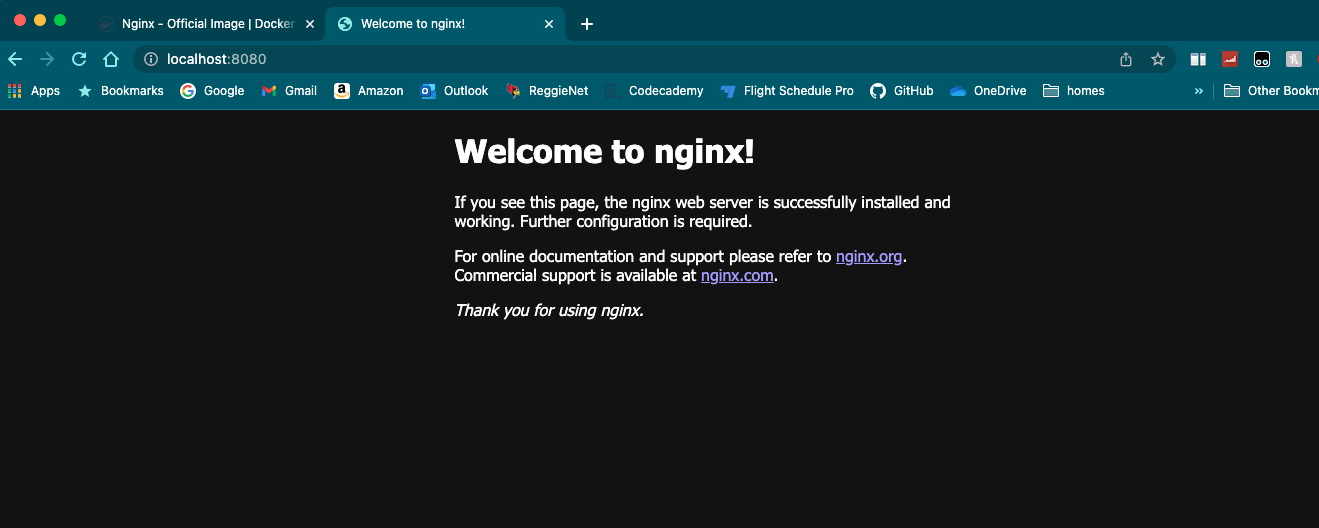 Nginx - Official Image | Docker
Welcome to nginx!
localhost:8080
Apps
Bookmarks
Google
Gmail
Amazon
Outlook
ReggieNet
Codecademy
Flight Schedule Pro
GitHub
OneDrive
homes
»
Other Bookm
Welcome to nginx!
If you see this page, the nginx web server is successfully installed and
working. Further configuration is required.
For online documentation and support please refer to nginx.org.
Commercial support is available at nginx.com.
Thank you for using nginx.